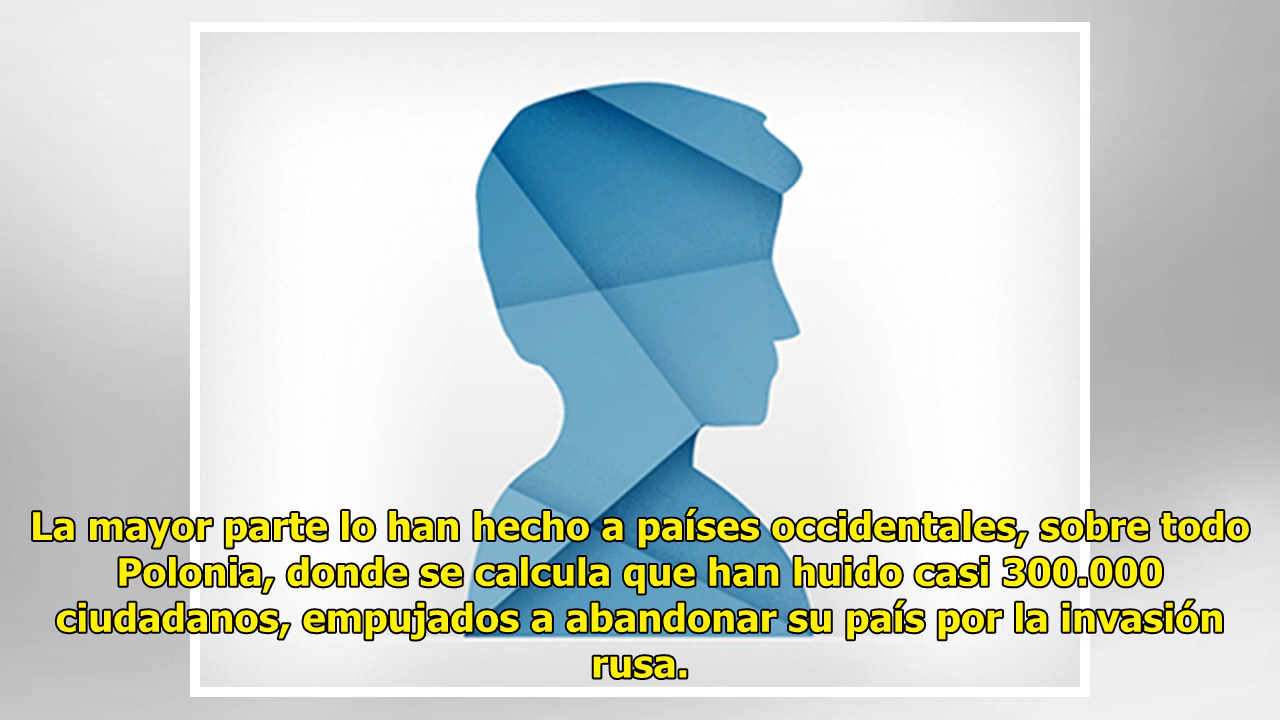 La mayor parte lo han hecho a países occidentales, sobre todo
Polonia, donde se calcula que han huido casi 300.000
ciudadanos, empujados a abandonar su país por la invasión
rusa.